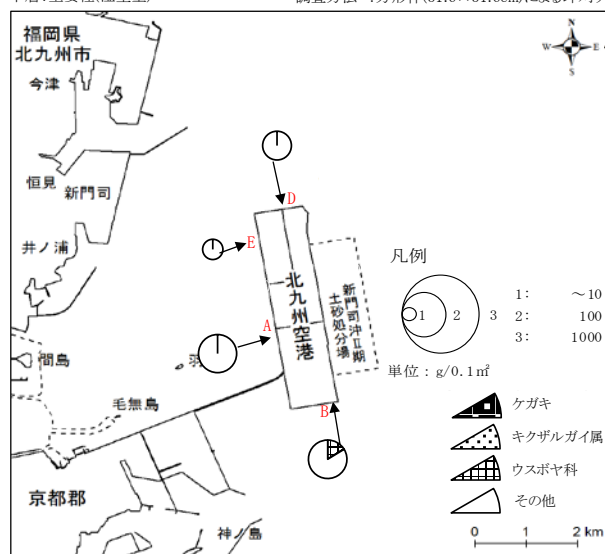 福岡県
北九州市
今津
恒見
新門司
井ノ浦
間島
毛無島
京都郡
神ノ島
N
W
E
S
D
E
A
B
北九州空港
新門司沖Ⅱ期
土砂処分場
凡例
1
2
3
1: ～10
2: 100
3: 1000
単位：g/0.1㎡
ケガキ
キクザルガイ属
ウスボヤ科
その他
0 1 2 km